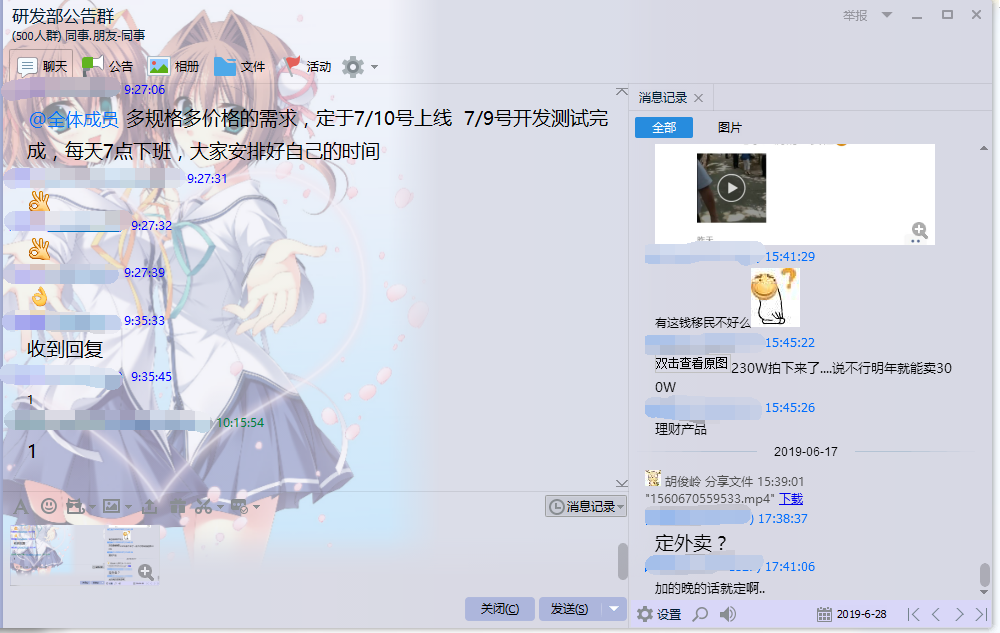 研发部公告群
(500人群) 同事.朋友-同事
举报
聊天 公告 相册 文件 活动
9:27:06
@全体成员 多规格多价格的需求，定于7/10号上线 7/9号开发测试完
成，每天7点下班，大家安排好自己的时间
9:27:31
9:27:32
9:27:39
9:35:33
收到回复
9:35:45
1
10:15:54
1
消息记录
关闭(C) 发送(S)
消息记录
全部 图片
昨天
15:41:29
有这钱移民不好么
15:45:22
双击查看原图 230W拍下来了....说不行明年就能卖30
0W
15:45:26
理财产品
2019-06-17
胡俊岭 分享文件 15:39:01
"1560670559533.mp4" 下载
17:38:37
定外卖？
17:41:06
加的晚的话就定啊..
设置 2019-6-28